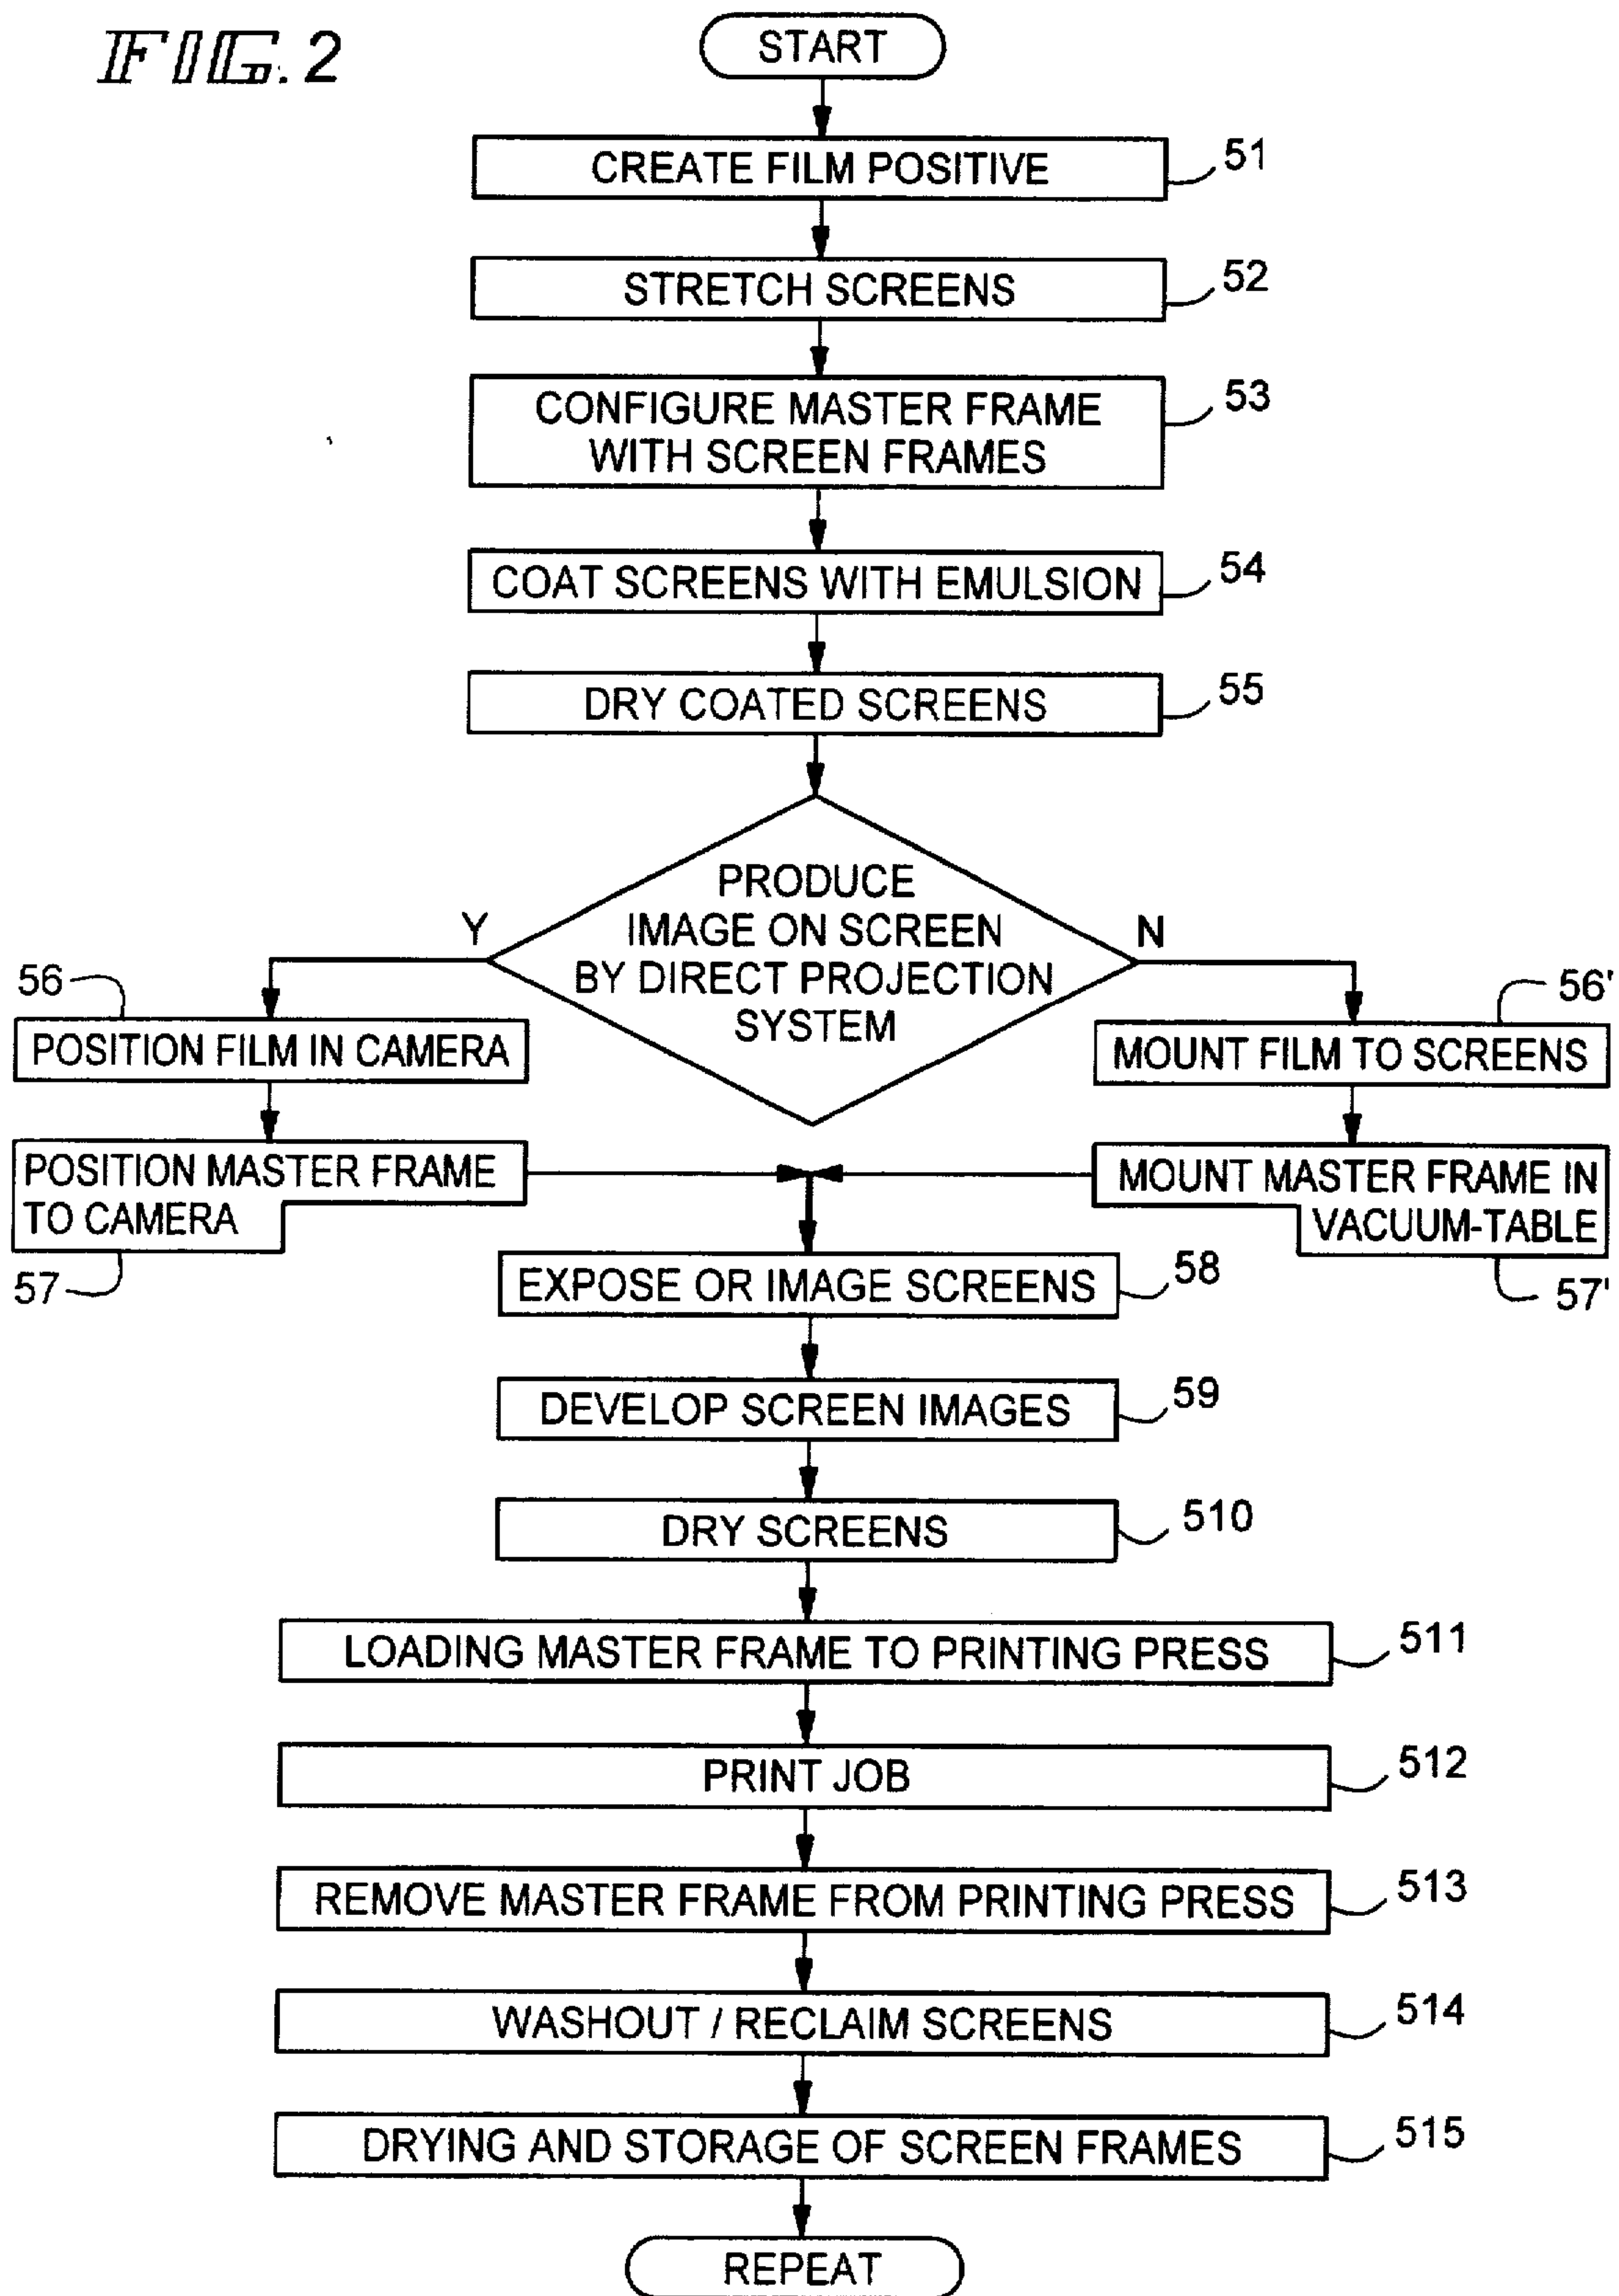 FIG. 2
START
CREATE FILM POSITIVE
51
STRETCH SCREENS
52
CONFIGURE MASTER FRAME
WITH SCREEN FRAMES
53
COAT SCREENS WITH EMULSION
54
DRY COATED SCREENS
55
PRODUCE
IMAGE ON SCREEN
BY DIRECT PROJECTION
SYSTEM
Y
N
56
POSITION FILM IN CAMERA
56'
MOUNT FILM TO SCREENS
POSITION MASTER FRAME
TO CAMERA
57
MOUNT MASTER FRAME IN
VACUUM-TABLE
57'
EXPOSE OR IMAGE SCREENS
58
DEVELOP SCREEN IMAGES
59
DRY SCREENS
510
LOADING MASTER FRAME TO PRINTING PRESS
511
PRINT JOB
512
REMOVE MASTER FRAME FROM PRINTING PRESS
513
WASHOUT / RECLAIM SCREENS
514
DRYING AND STORAGE OF SCREEN FRAMES
515
REPEAT